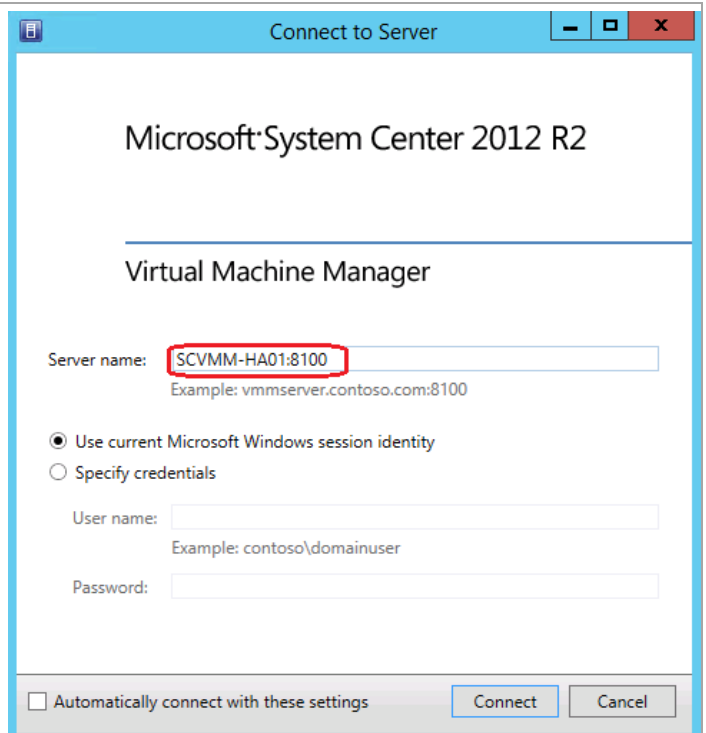 Connect to Server
Microsoft System Center 2012 R2
Virtual Machine Manager
Server name: SCVMM-HA01:8100
Example: vmmserver.contoso.com:8100
Use current Microsoft Windows session identity
Specify credentials
User name:
Example: contoso\domainuser
Password:
Automatically connect with these settings Connect Cancel